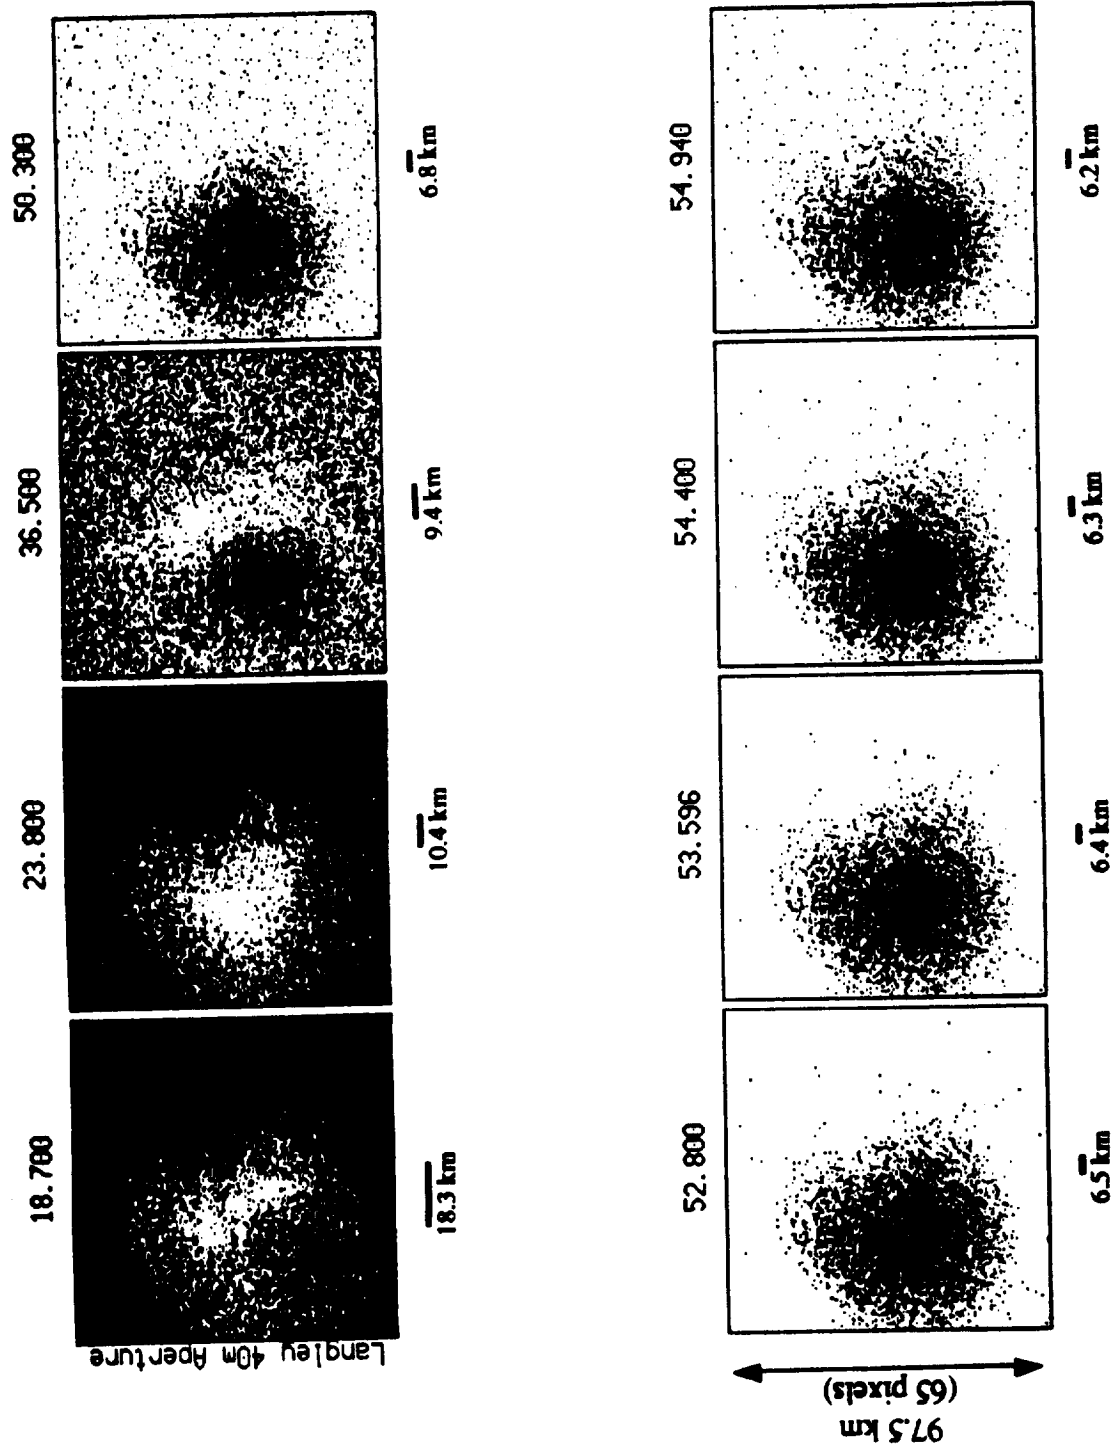 Langley 40m Aperture
18.700
23.800
36.500
50.300
18.3 km
10.4 km
9.4 km
6.8 km
52.800
53.596
54.400
54.940
97.5 km
(65 pixels)
6.5 km
6.4 km
6.3 km
6.2 km